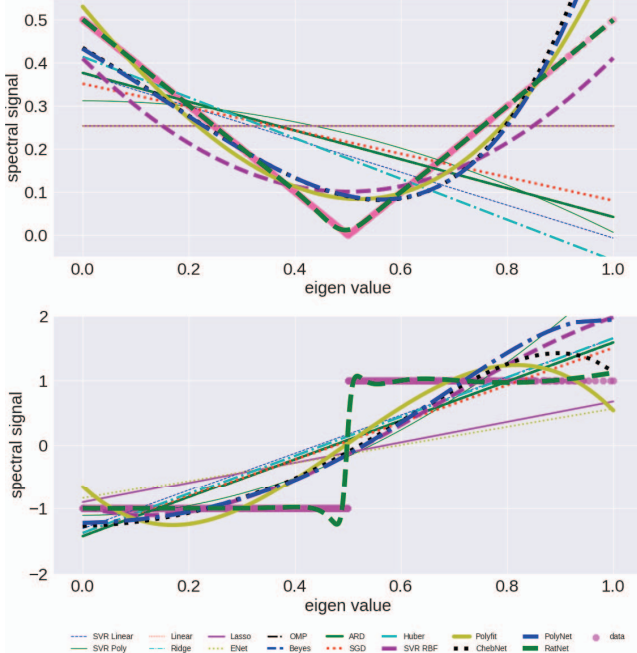 0.5
0.4
0.3
0.2
0.1
0.0
spectral signal
0.0 0.2 0.4 0.6 0.8 1.0
eigen value
2
1
0
−1
−2
spectral signal
0.0 0.2 0.4 0.6 0.8 1.0
eigen value
SVR Linear Linear Lasso OMP ARD Huber Polyfit PolyNet data
SVR Poly Ridge ENet Beyes SGD SVR RBF ChebNet RatNet